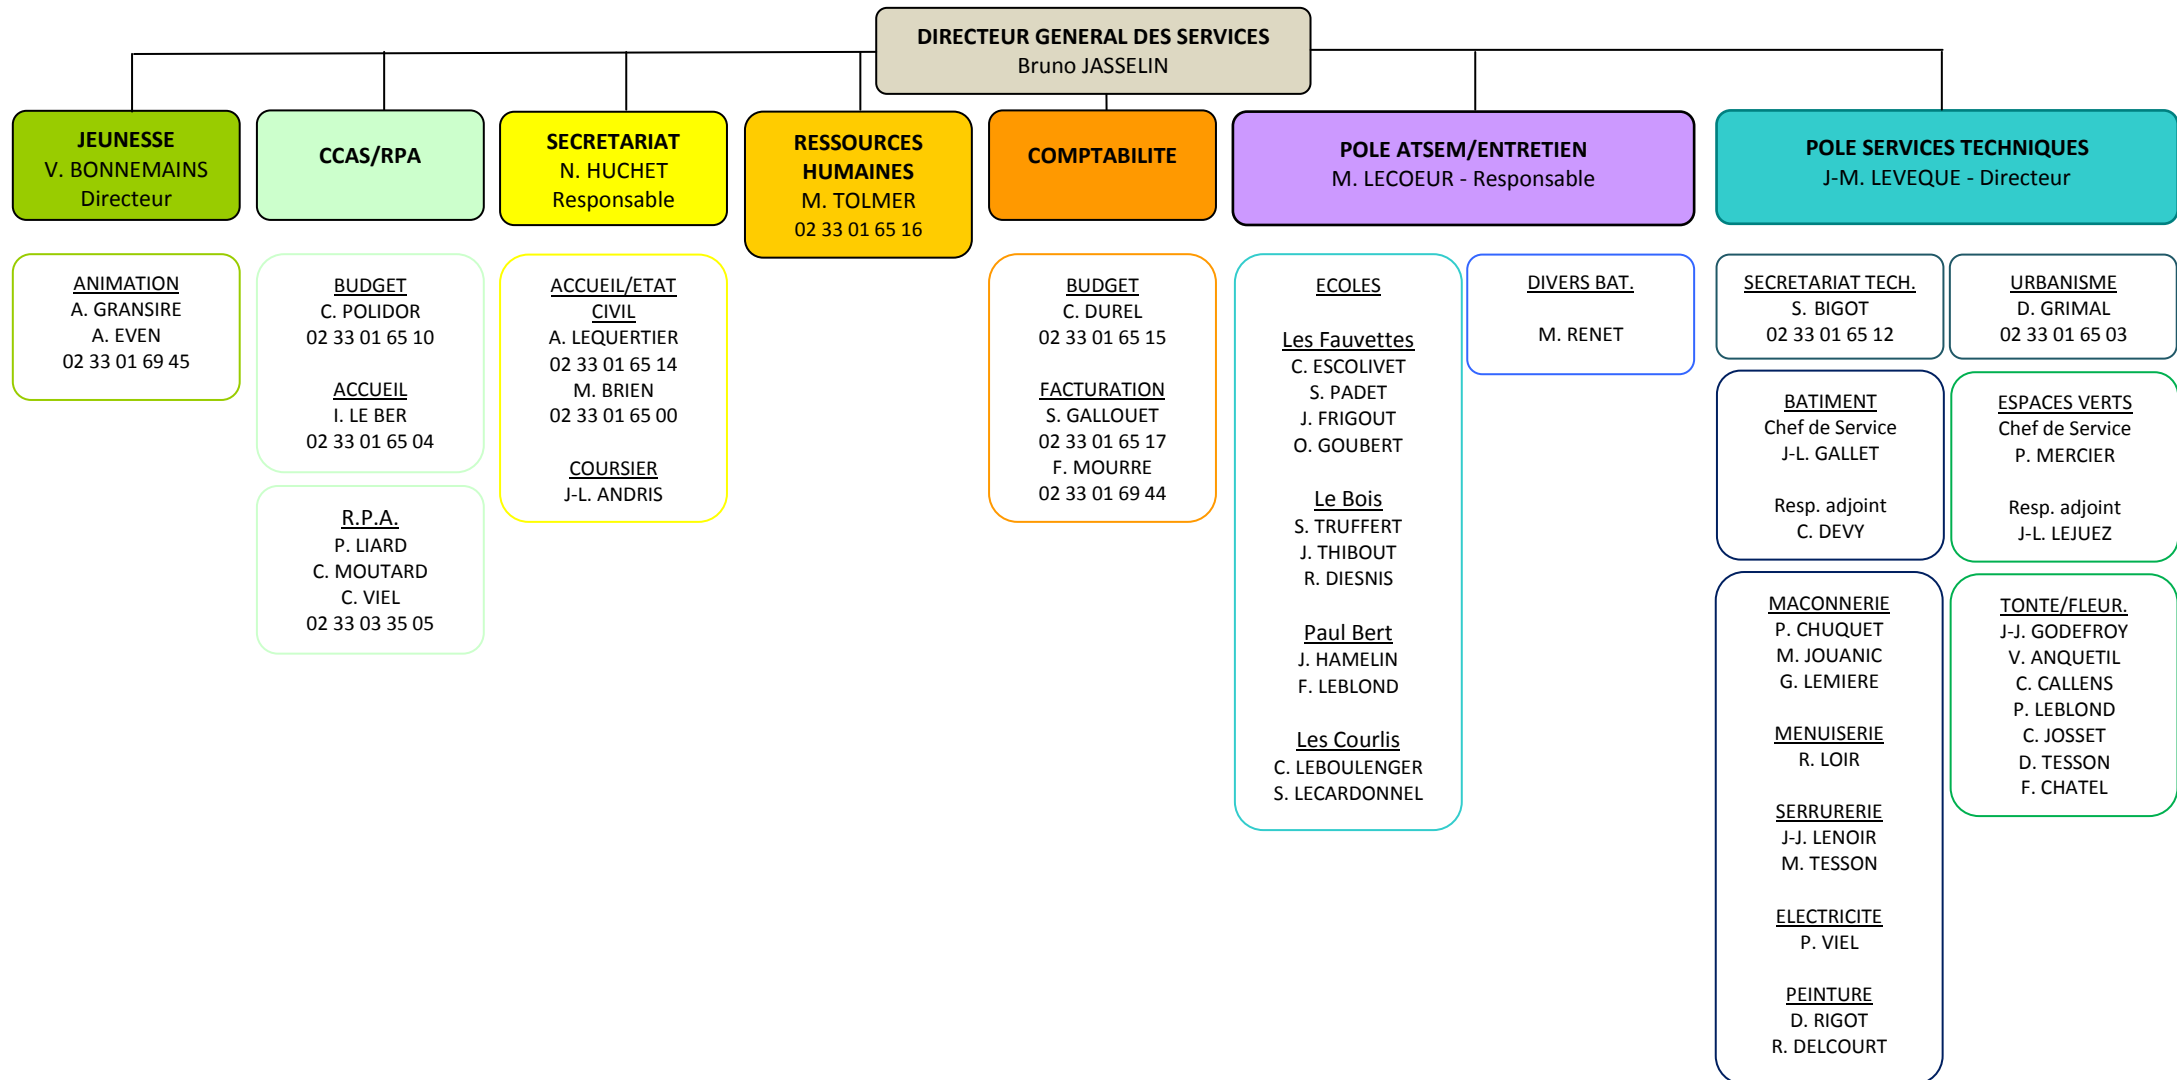 DIRECTEUR GENERAL DES SERVICES
Bruno JASSELIN
JEUNESSE
V. BONNEMAINS
Directeur
ANIMATION
A. GRANSIRE
A. EVEN
02 33 01 69 45
CCAS/RPA
BUDGET
C. POLIDOR
02 33 01 65 10
ACCUEIL
I. LE BER
02 33 01 65 04
R.P.A.
P. LIARD
C. MOUTARD
C. VIEL
02 33 03 35 05
SECRETARIAT
N. HUCHET
Responsable
ACCUEIL/ETAT
CIVIL
A. LEQUERTIER
02 33 01 65 14
M. BRIEN
02 33 01 65 00
COURSIER
J-L. ANDRIS
RESSOURCES
HUMAINES
M. TOLMER
02 33 01 65 16
COMPTABILITE
BUDGET
C. DUREL
02 33 01 65 15
FACTURATION
S. GALLOUET
02 33 01 65 17
F. MOURRE
02 33 01 69 44
POLE ATSEM/ENTRETIEN
M. LECOEUR - Responsable
ECOLES
Les Fauvettes
C. ESCOLIVET
S. PADET
J. FRIGOUT
O. GOUBERT
Le Bois
S. TRUFFERT
J. THIBOUT
R. DIESNIS
Paul Bert
J. HAMELIN
F. LEBLOND
Les Courlis
C. LEBOULENGER
S. LECARDONNEL
DIVERS BAT.
M. RENET
POLE SERVICES TECHNIQUES
J-M. LEVEQUE - Directeur
SECRETARIAT TECH.
S. BIGOT
02 33 01 65 12
URBANISME
D. GRIMAL
02 33 01 65 03
BATIMENT
Chef de Service
J-L. GALLET
Resp. adjoint
C. DEVY
ESPACES VERTS
Chef de Service
P. MERCIER
Resp. adjoint
J-L. LEJUEZ
MACONNERIE
P. CHUQUET
M. JOUANIC
G. LEMIERE
MENUISERIE
R. LOIR
SERRURERIE
J-J. LENOIR
M. TESSON
ELECTRICITE
P. VIEL
PEINTURE
D. RIGOT
R. DELCOURT
TONTE/FLEUR.
J-J. GODEFROY
V. ANQUETIL
C. CALLENS
P. LEBLOND
C. JOSSET
D. TESSON
F. CHATEL